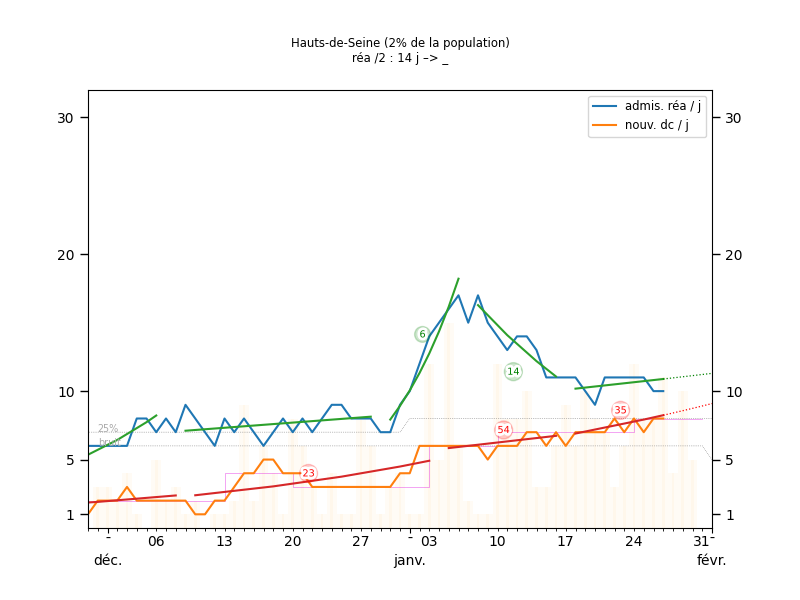 Hauts-de-Seine (2% de la population)
réa /2 : 14 j –> _
admis. réa / j
nouv. dc / j
30 30
20 20
10 10
5 5
1 1
25%
bruit
6
14
54
35
23
- 06 13 20 27 - 03 10 17 24 31 -
déc. janv. févr.